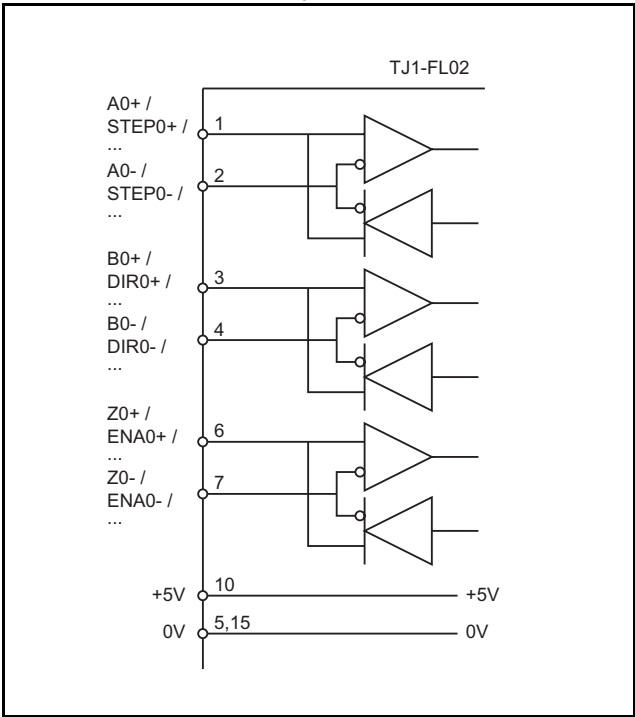 TJ1-FL02
A0+ /
STEP0+ /
...
1
A0- /
STEP0- /
...
2
B0+ /
DIR0+ /
...
3
B0- /
DIR0- /
...
4
Z0+ /
ENA0+ /
...
6
Z0- /
ENA0- /
...
7
+5V 10 +5V
0V 5,15 0V